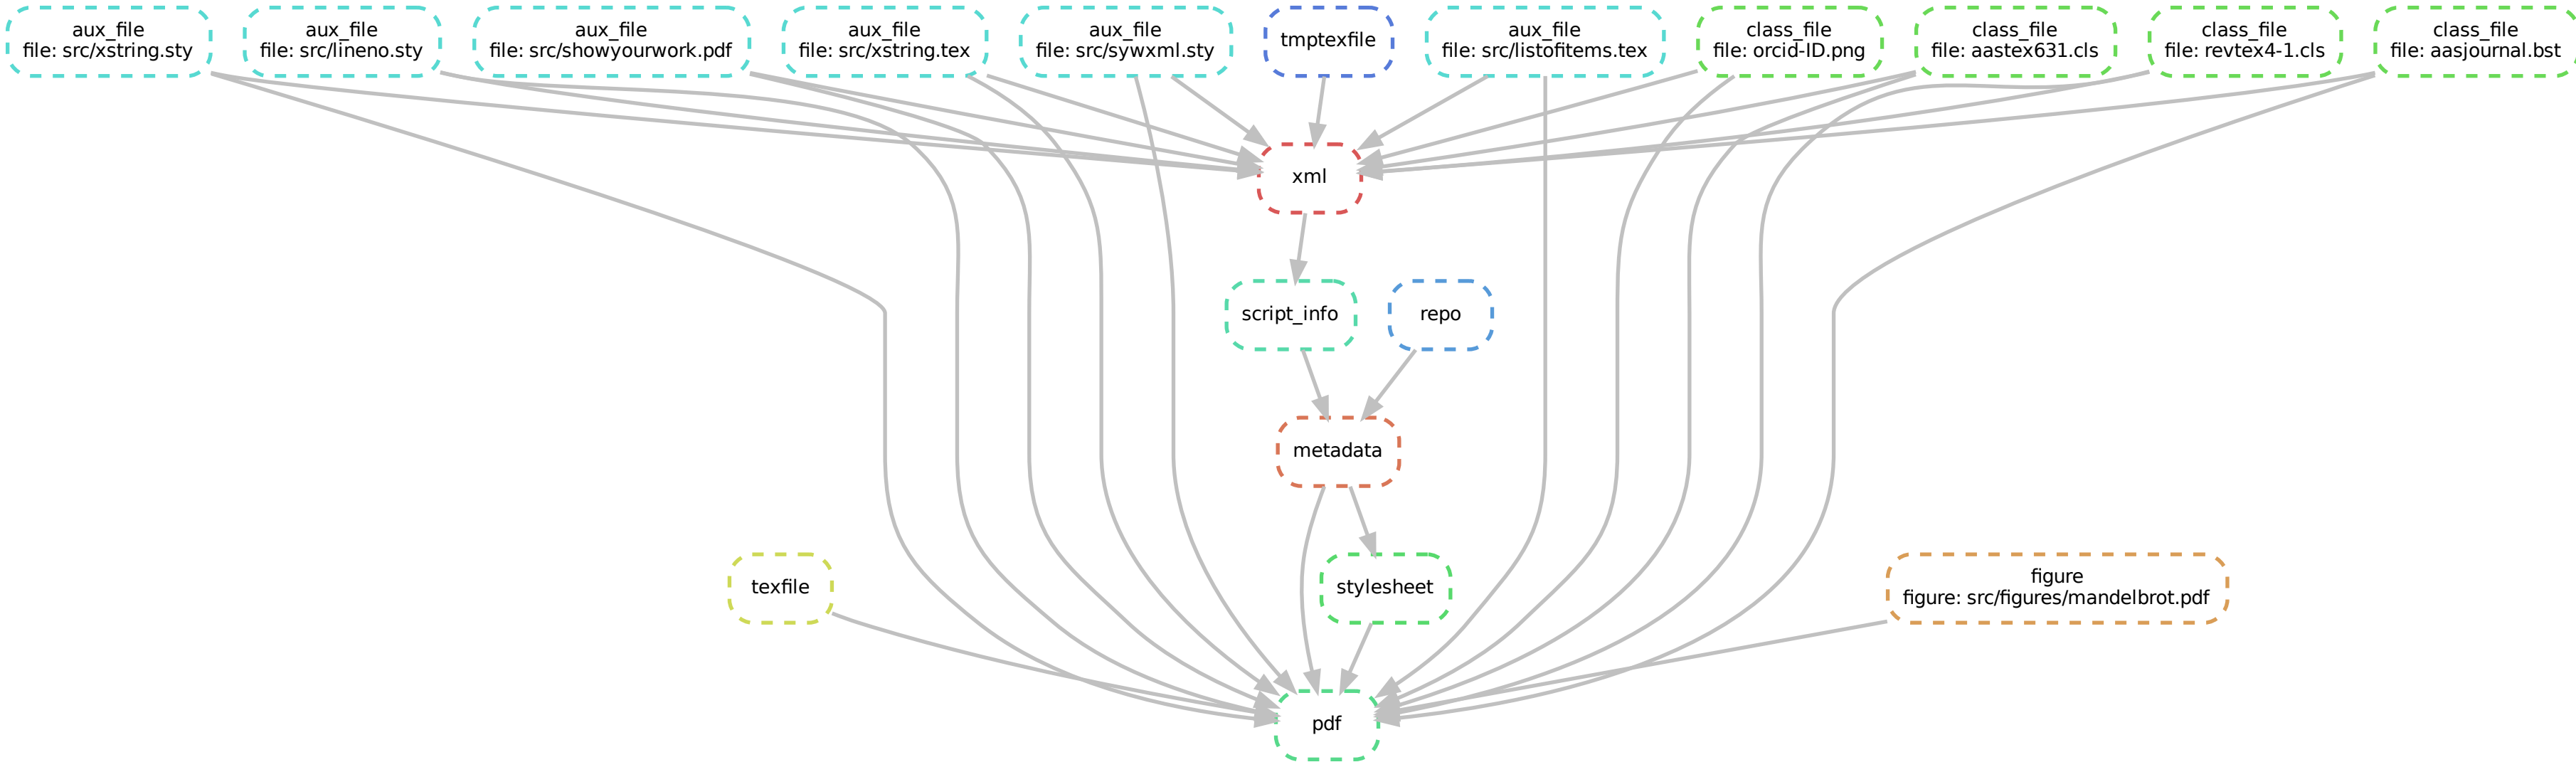 aux_file
file: src/xstring.sty
aux_file
file: src/lineno.sty
aux_file
file: src/showyourwork.pdf
aux_file
file: src/xstring.tex
aux_file
file: src/sywxml.sty
tmptexfile
aux_file
file: src/listofitems.tex
class_file
file: orcid-ID.png
class_file
file: aastex631.cls
class_file
file: revtex4-1.cls
class_file
file: aasjournal.bst
xml
script_info
repo
metadata
texfile
stylesheet
figure
figure: src/figures/mandelbrot.pdf
pdf